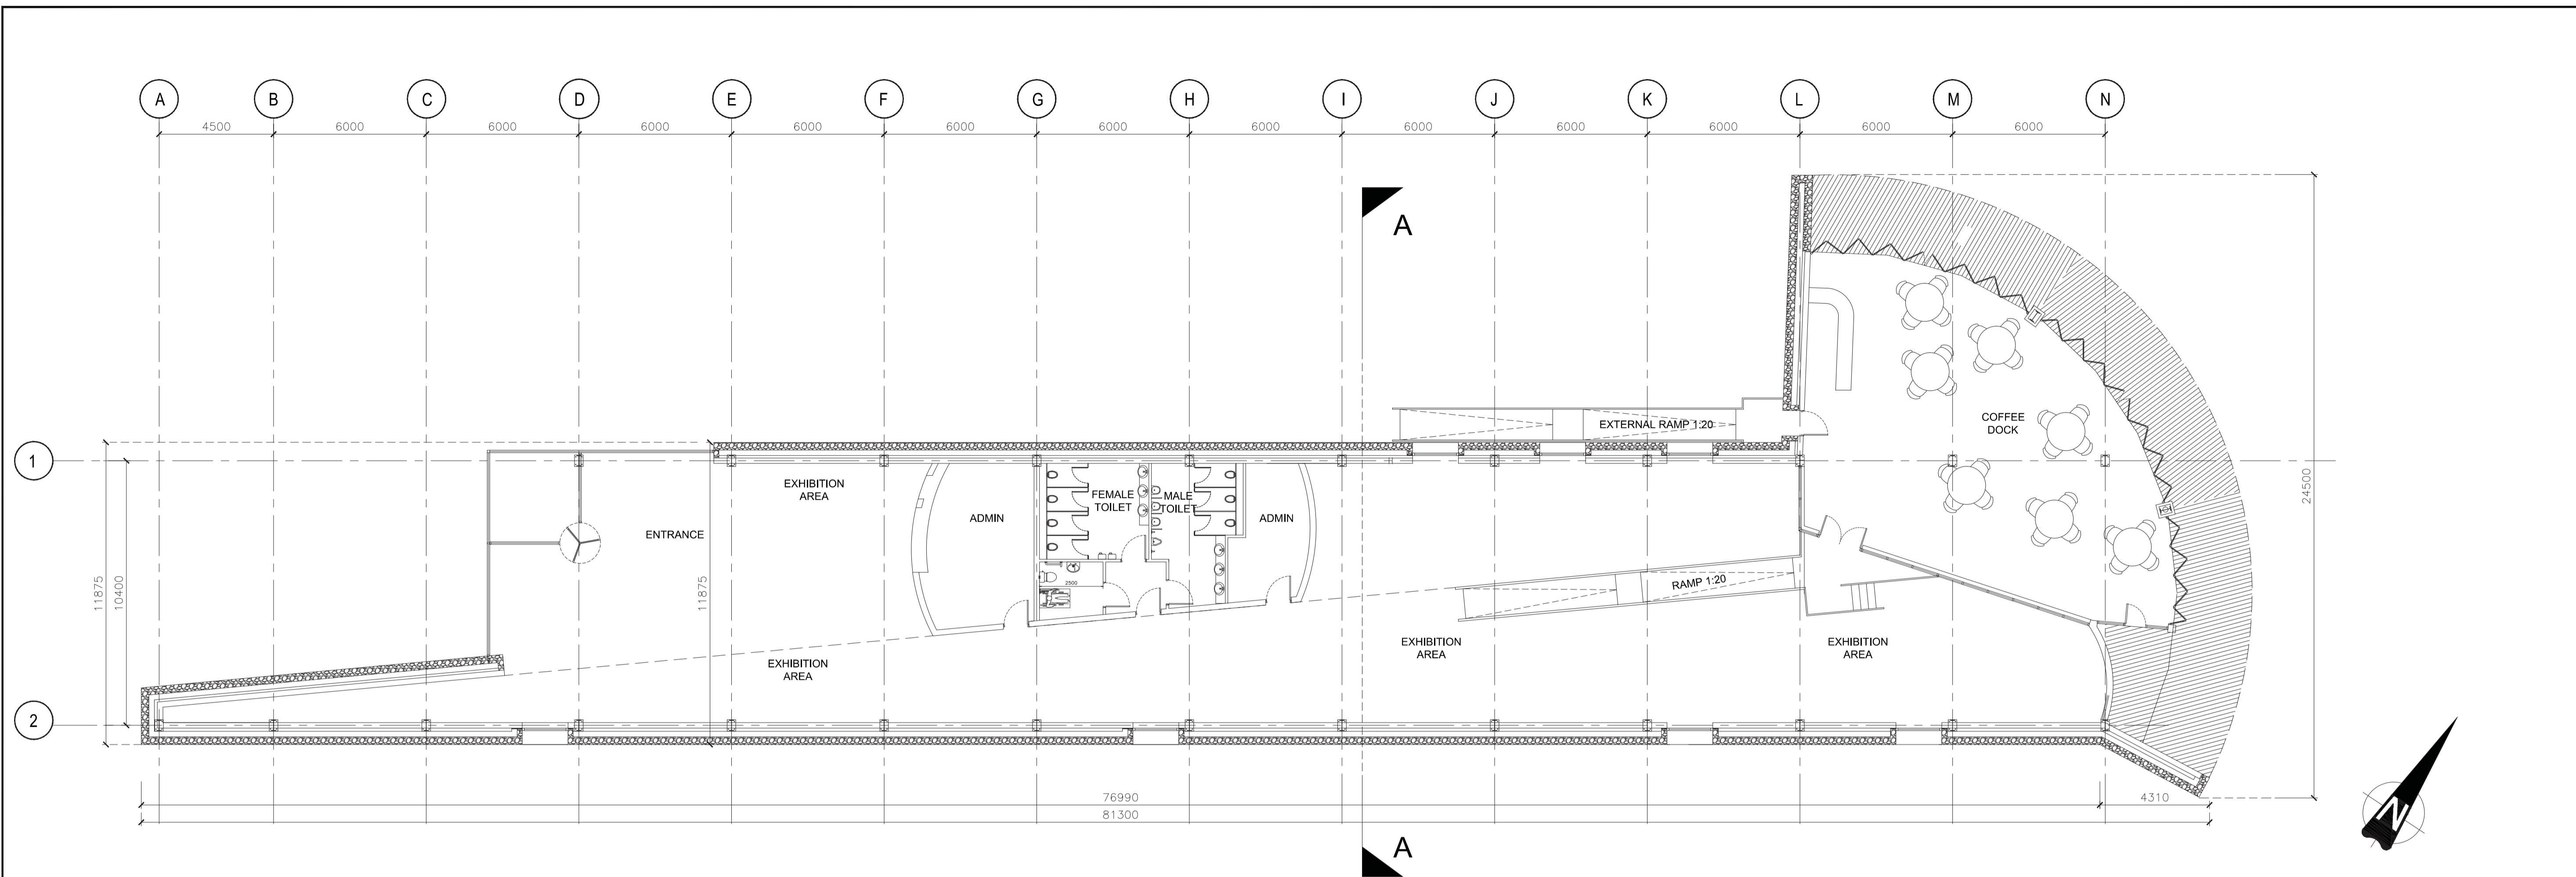 A B C D E F G H I J K L M N
4500 6000 6000 6000 6000 6000 6000 6000 6000 6000 6000 6000 6000
A
24500
COFFEE
DOCK
EXTERNAL RAMP 1:20
1
EXHIBITION
AREA
ENTRANCE
ADMIN
FEMALE
TOILET
MALE
TOILET
ADMIN
2500
RAMP 1:20
11875
10400
11875
EXHIBITION
AREA
EXHIBITION
AREA
EXHIBITION
AREA
2
76990
4310
81300
A
N